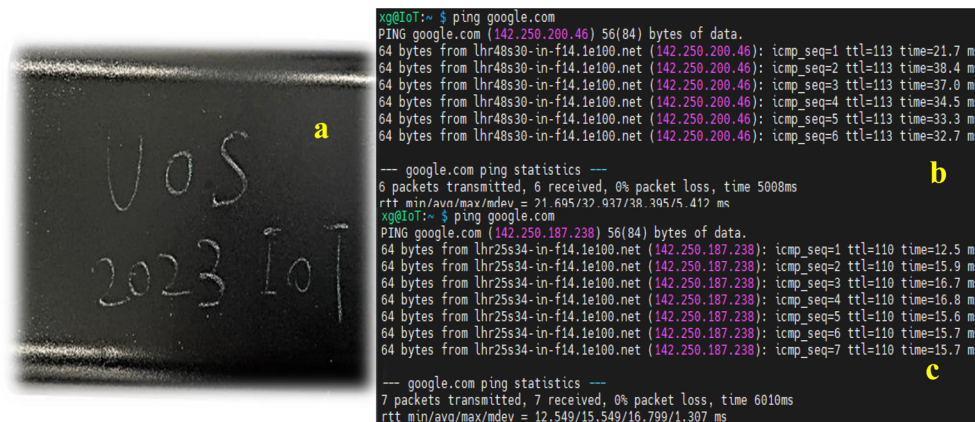 UoS
2023 IoT
a
xg@IoT:~ $ ping google.com
PING google.com (142.250.200.46) 56(84) bytes of data.
64 bytes from lhr48s30-in-f14.1e100.net (142.250.200.46): icmp_seq=1 ttl=113 time=21.7 ms
64 bytes from lhr48s30-in-f14.1e100.net (142.250.200.46): icmp_seq=2 ttl=113 time=38.4 ms
64 bytes from lhr48s30-in-f14.1e100.net (142.250.200.46): icmp_seq=3 ttl=113 time=37.0 ms
64 bytes from lhr48s30-in-f14.1e100.net (142.250.200.46): icmp_seq=4 ttl=113 time=34.5 ms
64 bytes from lhr48s30-in-f14.1e100.net (142.250.200.46): icmp_seq=5 ttl=113 time=33.3 ms
64 bytes from lhr48s30-in-f14.1e100.net (142.250.200.46): icmp_seq=6 ttl=113 time=32.7 ms
--- google.com ping statistics ---
6 packets transmitted, 6 received, 0% packet loss, time 5008ms
rtt min/avg/max/mdev = 21.695/32.937/38.395/5.412 ms
b
xg@IoT:~ $ ping google.com
PING google.com (142.250.187.238) 56(84) bytes of data.
64 bytes from lhr25s34-in-f14.1e100.net (142.250.187.238): icmp_seq=1 ttl=110 time=12.5 ms
64 bytes from lhr25s34-in-f14.1e100.net (142.250.187.238): icmp_seq=2 ttl=110 time=15.9 ms
64 bytes from lhr25s34-in-f14.1e100.net (142.250.187.238): icmp_seq=3 ttl=110 time=16.7 ms
64 bytes from lhr25s34-in-f14.1e100.net (142.250.187.238): icmp_seq=4 ttl=110 time=16.8 ms
64 bytes from lhr25s34-in-f14.1e100.net (142.250.187.238): icmp_seq=5 ttl=110 time=15.6 ms
64 bytes from lhr25s34-in-f14.1e100.net (142.250.187.238): icmp_seq=6 ttl=110 time=15.7 ms
64 bytes from lhr25s34-in-f14.1e100.net (142.250.187.238): icmp_seq=7 ttl=110 time=15.7 ms
--- google.com ping statistics ---
7 packets transmitted, 7 received, 0% packet loss, time 6010ms
rtt min/avg/max/mdev = 12.549/15.549/16.799/1.307 ms
c